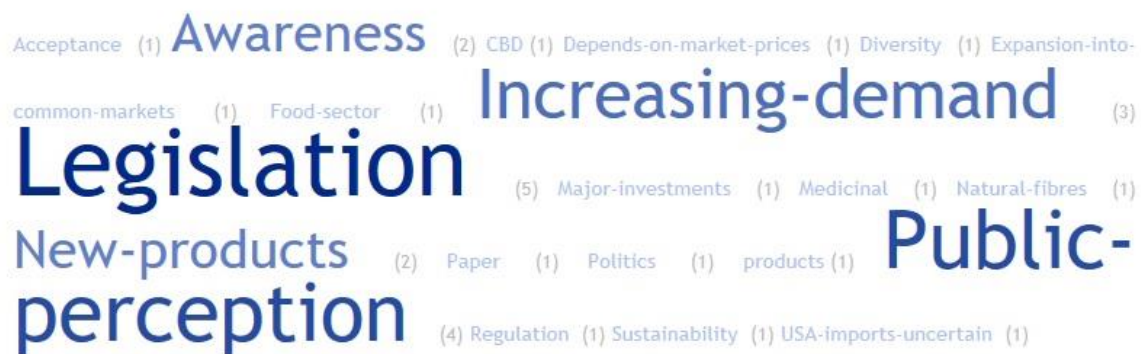 Acceptance (1) Awareness (2) CBD (1) Depends-on-market-prices (1) Diversity (1) Expansion-into-
common-markets (1) Food-sector (1) Increasing-demand (3)
Legislation (5) Major-investments (1) Medicinal (1) Natural-fibres (1)
New-products (2) Paper (1) Politics (1) products (1) Public-
perception (4) Regulation (1) Sustainability (1) USA-imports-uncertain (1)